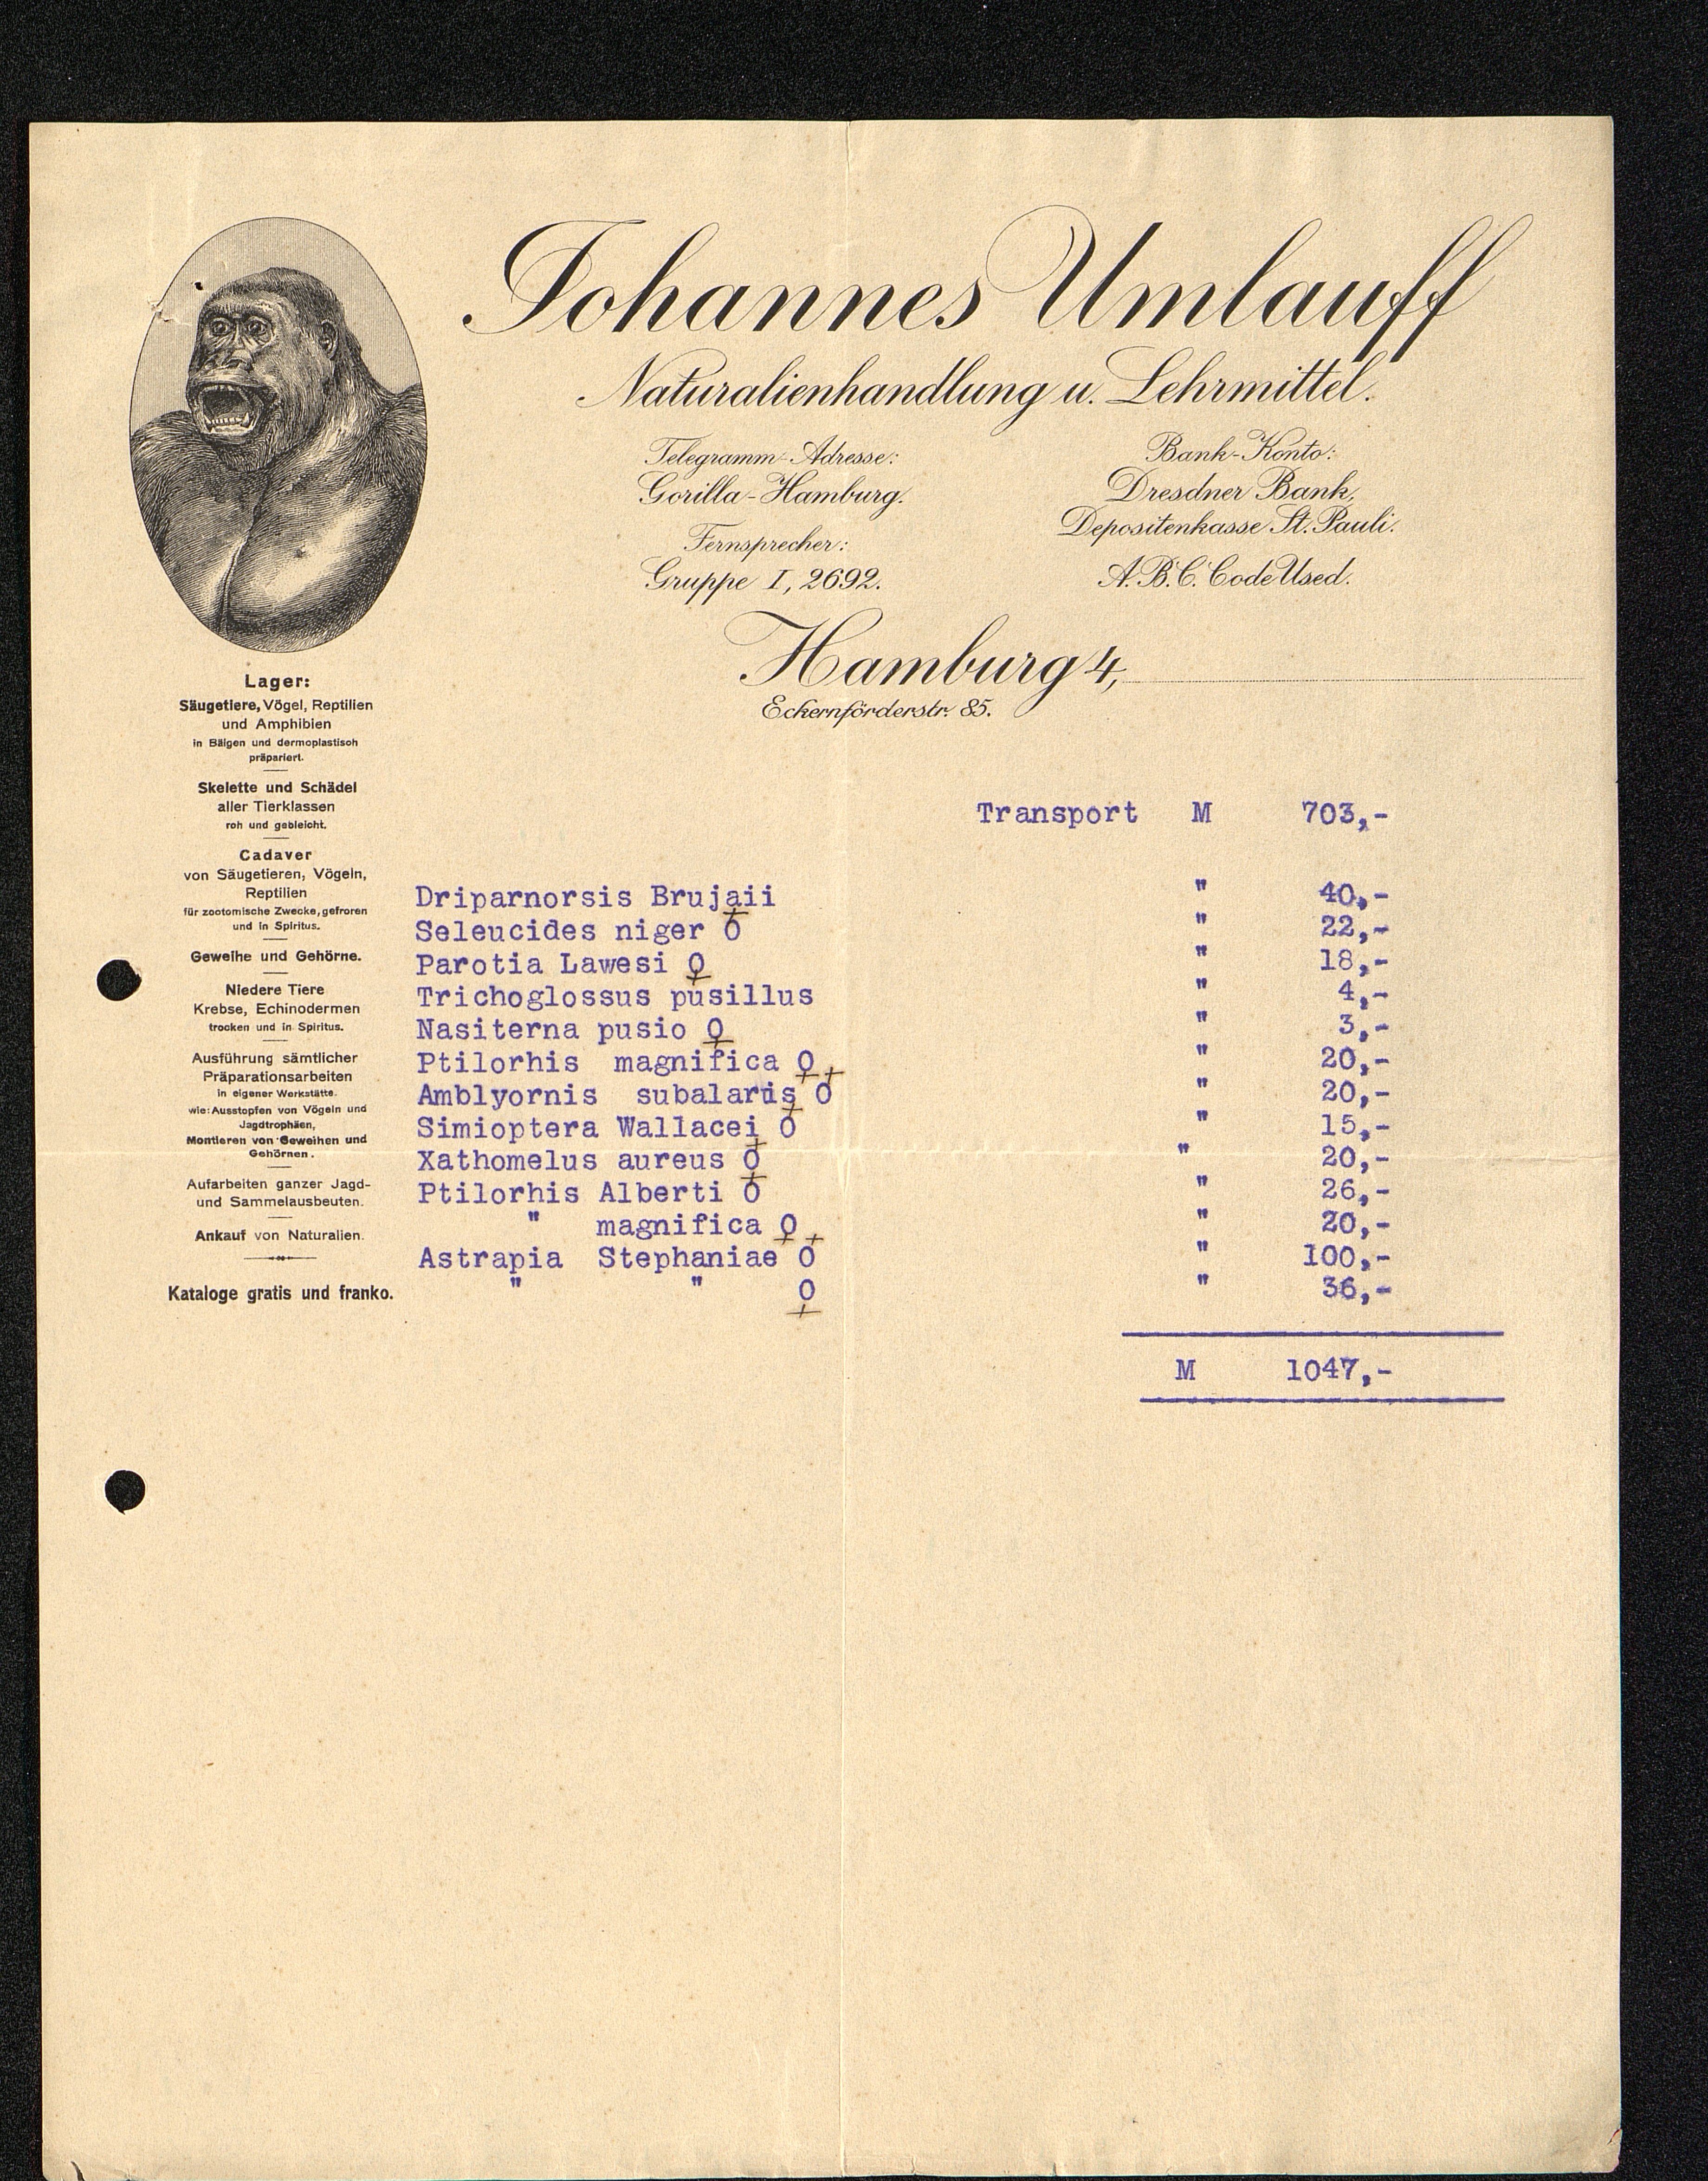 Johannes Umlauff
Naturalienhandlung u. Lehrmittel.
Telegramm-Adresse:
Gorilla-Hamburg.
Fernsprecher:
Gruppe I, 2692.
Bank-Konto:
Dresdner Bank,
Depositenkasse St. Pauli.
A.B.C. Code Used.
Hamburg 4,
Eckernförderstr. 85.
Lager:
Säugetiere, Vögel, Reptilien
und Amphibien
in Bälgen und dermoplastisch
präpariert.
Skelette und Schädel
aller Tierklassen
roh und gebleicht.
Cadaver
von Säugetieren, Vögeln,
Reptilien
für zootomische Zwecke, gefroren
und in Spiritus.
Geweihe und Gehörne.
Niedere Tiere
Krebse, Echinodermen
trocken und in Spiritus.
Ausführung sämtlicher
Präparationsarbeiten
in eigener Werkstätte.
wie: Ausstopfen von Vögeln und
Jagdtrophäen,
Montieren von Geweihen und
Gehörnen.
Aufarbeiten ganzer Jagd-
und Sammelausbeuten.
Ankauf von Naturalien.
Kataloge gratis und franko.
Transport M 703,-
Driparnorsis Brujaii " 40,-
Seleucides niger ♂ " 22,-
Parotia Lawesi ♀ " 18,-
Trichoglossus pusillus " 4,-
Nasiterna pusio ♀ " 3,-
Ptilorhis magnifica ♀ " 20,-
Amblyornis subalaris ♂ " 20,-
Simioptera Wallacei ♂ " 15,-
Xathomelus aureus ♂ " 20,-
Ptilorhis Alberti ♂ " 26,-
" magnifica ♀ " 20,-
Astrapia Stephaniae ♂ " 100,-
" " ♀ " 36,-
M 1047,-